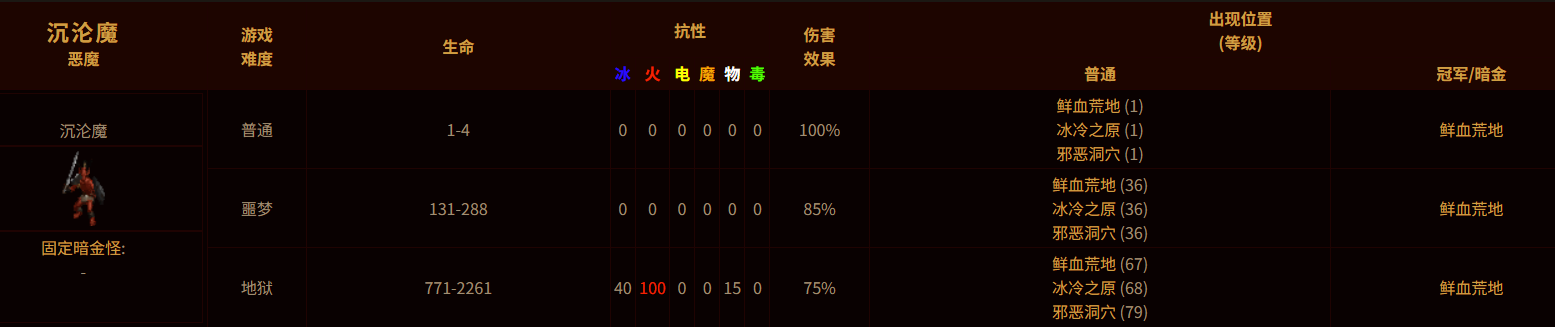 沉沦魔
恶魔
游戏
难度
生命
抗性
冰 火 电 魔 物 毒
伤害
效果
出现位置
(等级)
普通
冠军/暗金
沉沦魔
固定暗金怪:
-
普通
1-4
0 0 0 0 0 0
100%
鲜血荒地 (1)
冰冷之原 (1)
邪恶洞穴 (1)
鲜血荒地
噩梦
131-288
0 0 0 0 0 0
85%
鲜血荒地 (36)
冰冷之原 (36)
邪恶洞穴 (36)
鲜血荒地
地狱
771-2261
40 100 0 0 15 0
75%
鲜血荒地 (67)
冰冷之原 (68)
邪恶洞穴 (79)
鲜血荒地